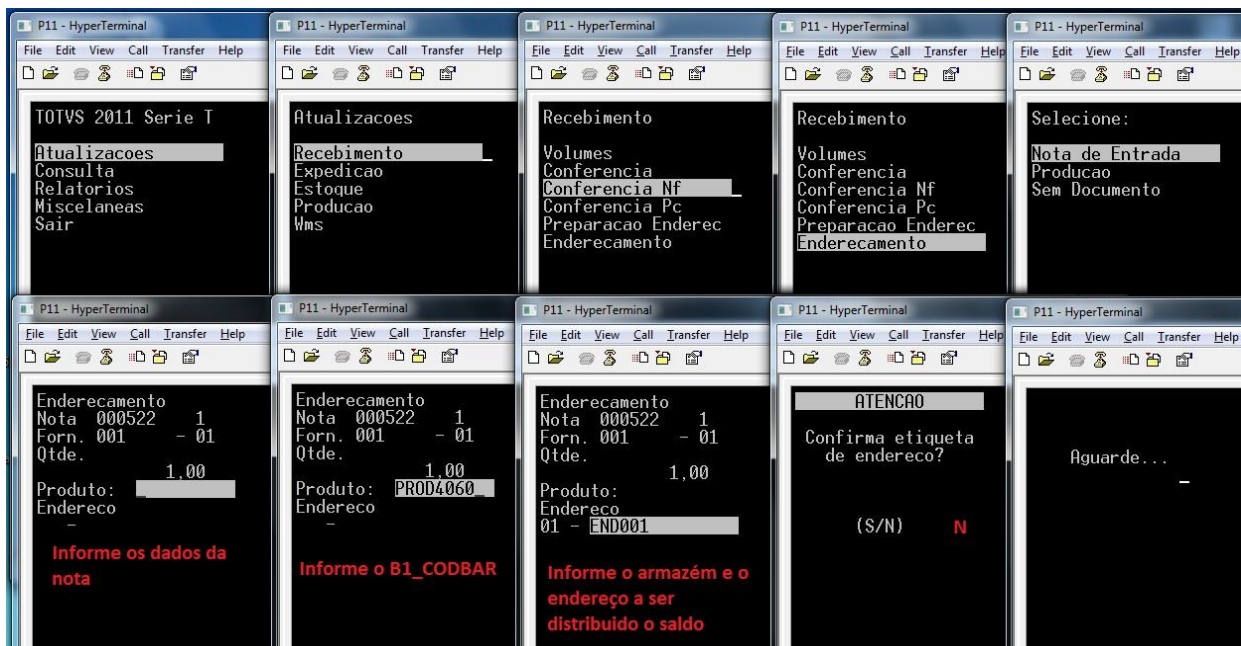 P11 - HyperTerminal
File Edit View Call Transfer Help
TOTVS 2011 Serie T
Atualizacoes
Consulta
Relatorios
Miscelaneas
Sair
P11 - HyperTerminal
File Edit View Call Transfer Help
Atualizacoes
Recebimento
Expedicao
Estoque
Producao
Wms
P11 - HyperTerminal
File Edit View Call Transfer Help
Recebimento
Volumes
Conferencia
Conferencia Nf
Conferencia Pc
Preparacao Enderec
Enderecamento
P11 - HyperTerminal
File Edit View Call Transfer Help
Recebimento
Volumes
Conferencia
Conferencia Nf
Conferencia Pc
Preparacao Enderec
Enderecamento
P11 - HyperTerminal
File Edit View Call Transfer Help
Selecione:
Nota de Entrada
Producao
Sem Documento
P11 - HyperTerminal
File Edit View Call Transfer Help
Enderecamento
Nota 000522 1
Forn. 001 - 01
Qtde.
1,00
Produto:
Endereco
-
Informe os dados da
nota
P11 - HyperTerminal
File Edit View Call Transfer Help
Enderecamento
Nota 000522 1
Forn. 001 - 01
Qtde.
1,00
Produto: PROD4060
Endereco
-
Informe o B1_CODBAR
P11 - HyperTerminal
File Edit View Call Transfer Help
Enderecamento
Nota 000522 1
Forn. 001 - 01
Qtde.
1,00
Produto:
Endereco
01 - END001
Informe o armazém e o
endereço a ser
distribuido o saldo
P11 - HyperTerminal
File Edit View Call Transfer Help
ATENCAO
Confirma etiqueta
de endereco?
(S/N) N
P11 - HyperTerminal
File Edit View Call Transfer Help
Aguarde...